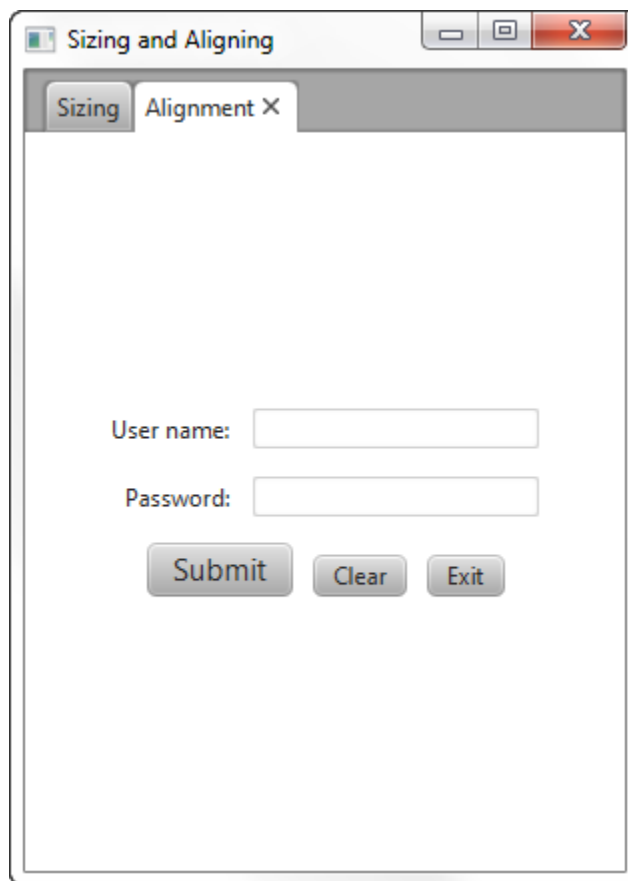 Sizing and Aligning
Sizing Alignment
User name:
Password:
Submit Clear Exit